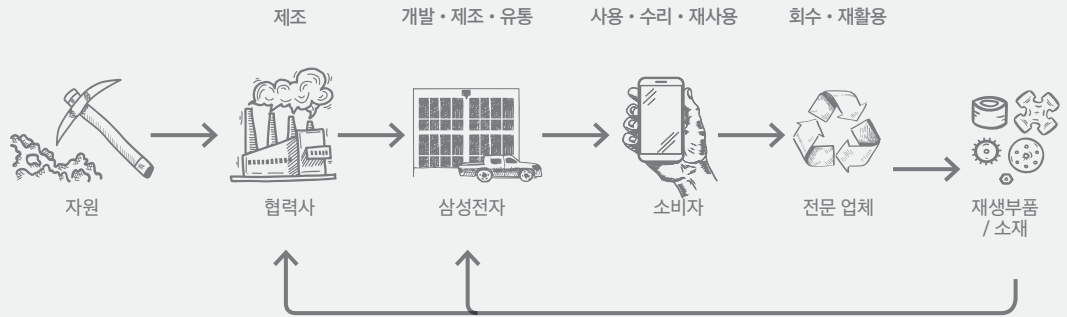 제조
개발・제조・유통
사용・수리・재사용
회수・재활용
자원
협력사
삼성전자
소비자
전문 업체
재생부품
/ 소재